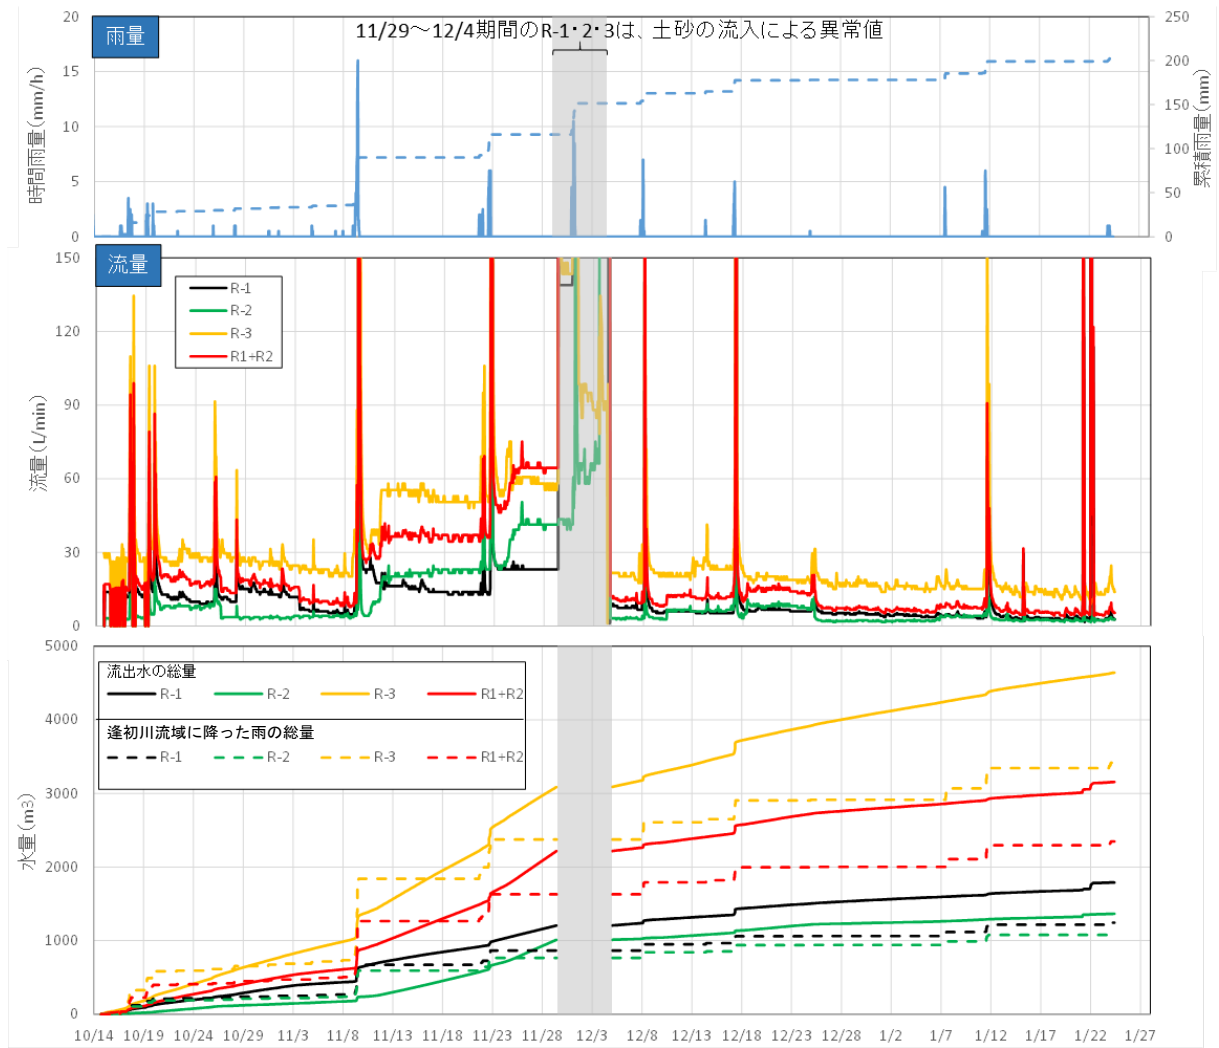 11/29～12/4期間のR-1・2・3は、土砂の流入による異常値
雨量
時間雨量(mm/h)
20
15
10
5
0
累積雨量(mm)
250
200
150
100
50
0
流量
R-1
R-2
R-3
R1+R2
流量(L/min)
150
120
90
60
30
0
流出水の総量
R-1 R-2 R-3 R1+R2
逢初川流域に降った雨の総量
R-1 R-2 R-3 R1+R2
水量(m3)
5000
4000
3000
2000
1000
0
10/14 10/19 10/24 10/29 11/3 11/8 11/13 11/18 11/23 11/28 12/3 12/8 12/13 12/18 12/23 12/28 1/2 1/7 1/12 1/17 1/22 1/27